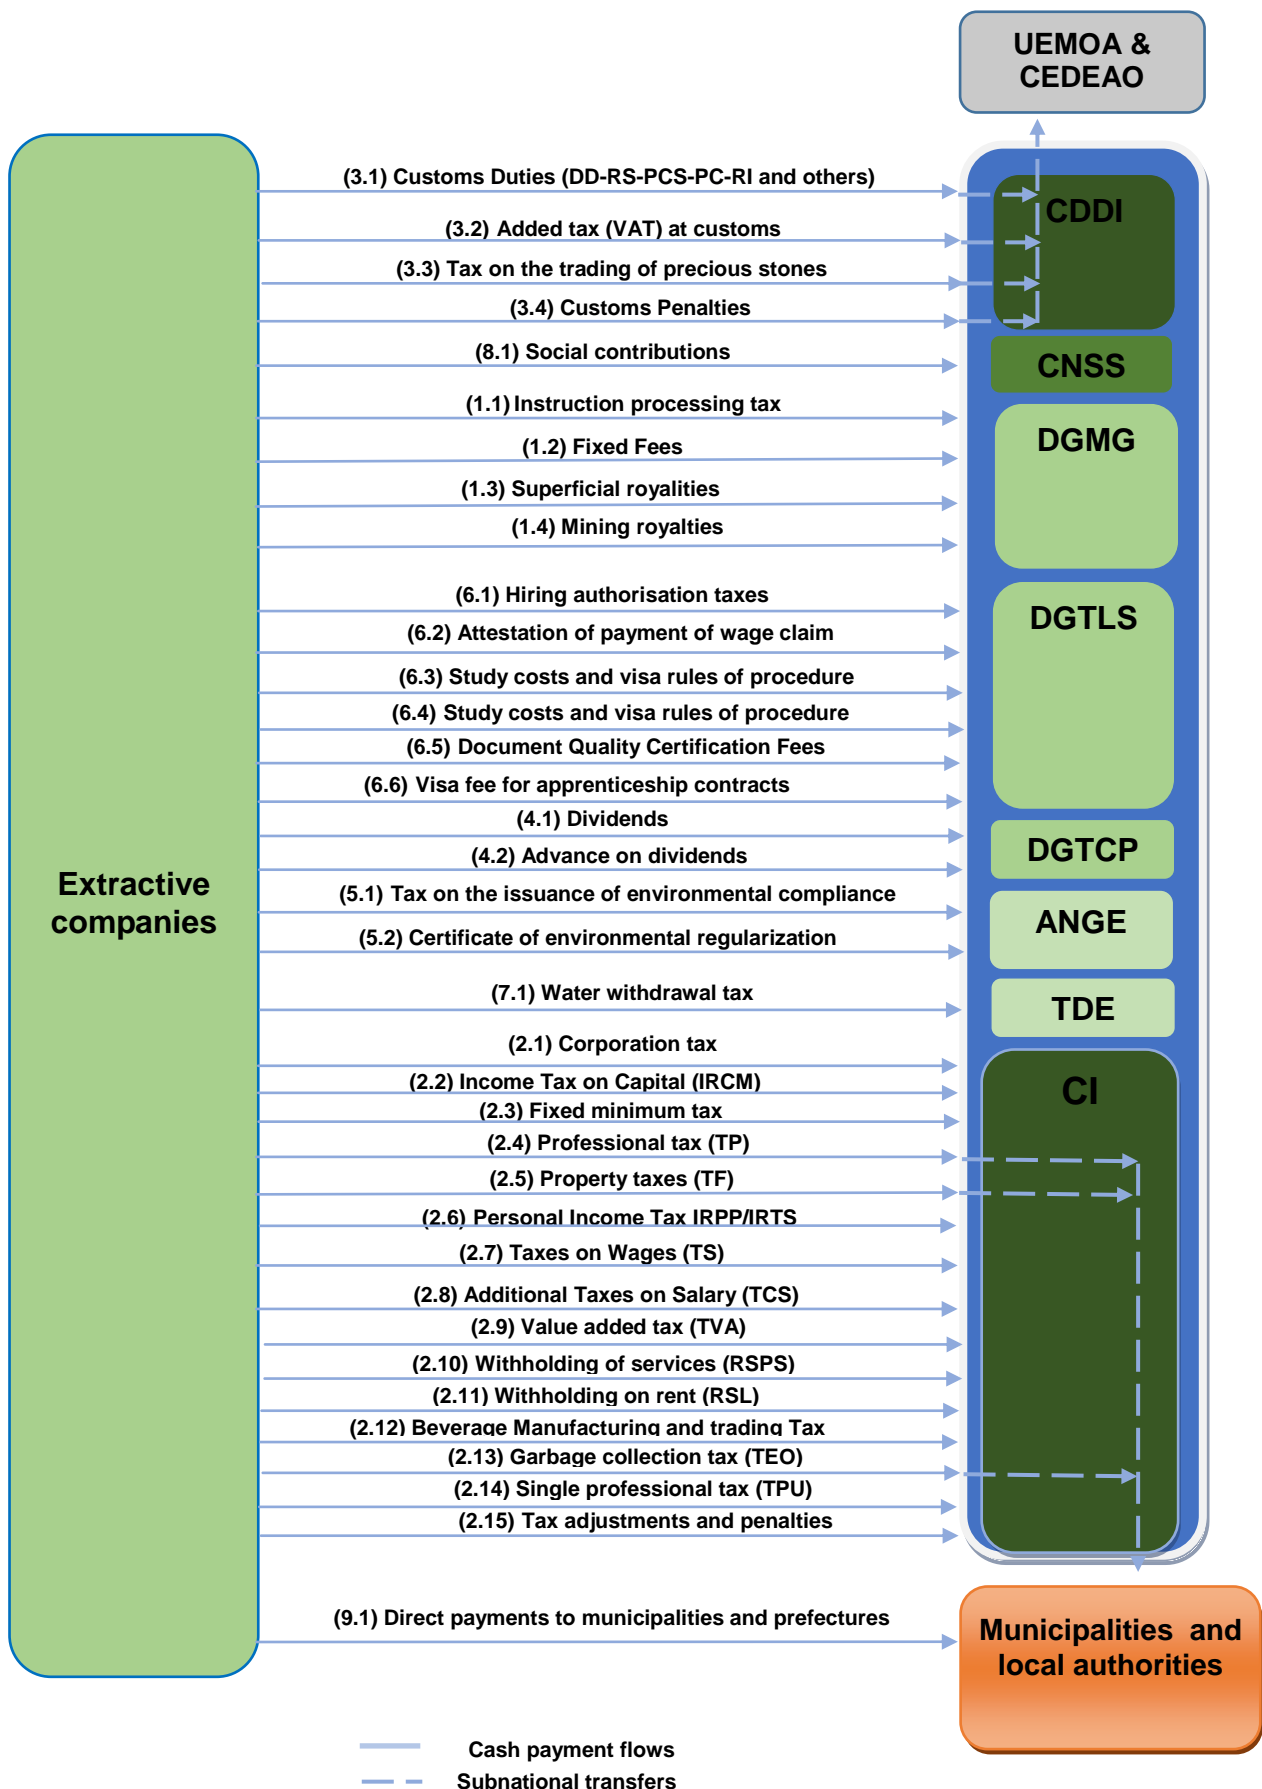 UEMOA &
CEDEAO
(3.1) Customs Duties (DD-RS-PCS-PC-RI and others)
CDDI
(3.2) Added tax (VAT) at customs
(3.3) Tax on the trading of precious stones
(3.4) Customs Penalties
(8.1) Social contributions
CNSS
(1.1) Instruction processing tax
DGMG
(1.2) Fixed Fees
(1.3) Superficial royalities
(1.4) Mining royalties
(6.1) Hiring authorisation taxes
DGTLS
(6.2) Attestation of payment of wage claim
(6.3) Study costs and visa rules of procedure
(6.4) Study costs and visa rules of procedure
(6.5) Document Quality Certification Fees
(6.6) Visa fee for apprenticeship contracts
(4.1) Dividends
DGTCP
(4.2) Advance on dividends
Extractive
companies
(5.1) Tax on the issuance of environmental compliance
ANGE
(5.2) Certificate of environmental regularization
(7.1) Water withdrawal tax
TDE
(2.1) Corporation tax
(2.2) Income Tax on Capital (IRCM)
CI
(2.3) Fixed minimum tax
(2.4) Professional tax (TP)
(2.5) Property taxes (TF)
(2.6) Personal Income Tax IRPP/IRTS
(2.7) Taxes on Wages (TS)
(2.8) Additional Taxes on Salary (TCS)
(2.9) Value added tax (TVA)
(2.10) Withholding of services (RSPS)
(2.11) Withholding on rent (RSL)
(2.12) Beverage Manufacturing and trading Tax
(2.13) Garbage collection tax (TEO)
(2.14) Single professional tax (TPU)
(2.15) Tax adjustments and penalties
(9.1) Direct payments to municipalities and prefectures
Municipalities and
local authorities
Cash payment flows
Subnational transfers